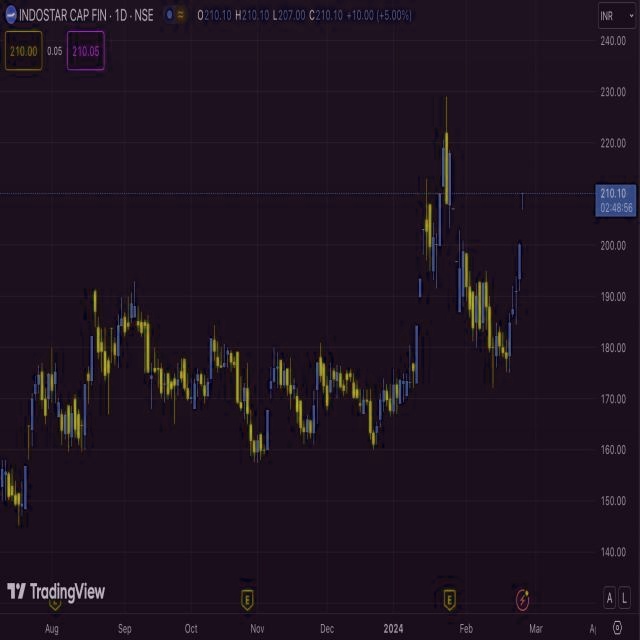 INDOSTAR CAP FIN · 1D · NSE O210.10 H210.10 L207.00 C210.10 +10.00 (+5.00%) INR
210.00 0.05 210.05
240.00
230.00
220.00
210.10
02:48:56
200.00
190.00
180.00
170.00
160.00
150.00
140.00
E E
TradingView
A L
Aug Sep Oct Nov Dec 2024 Feb Mar